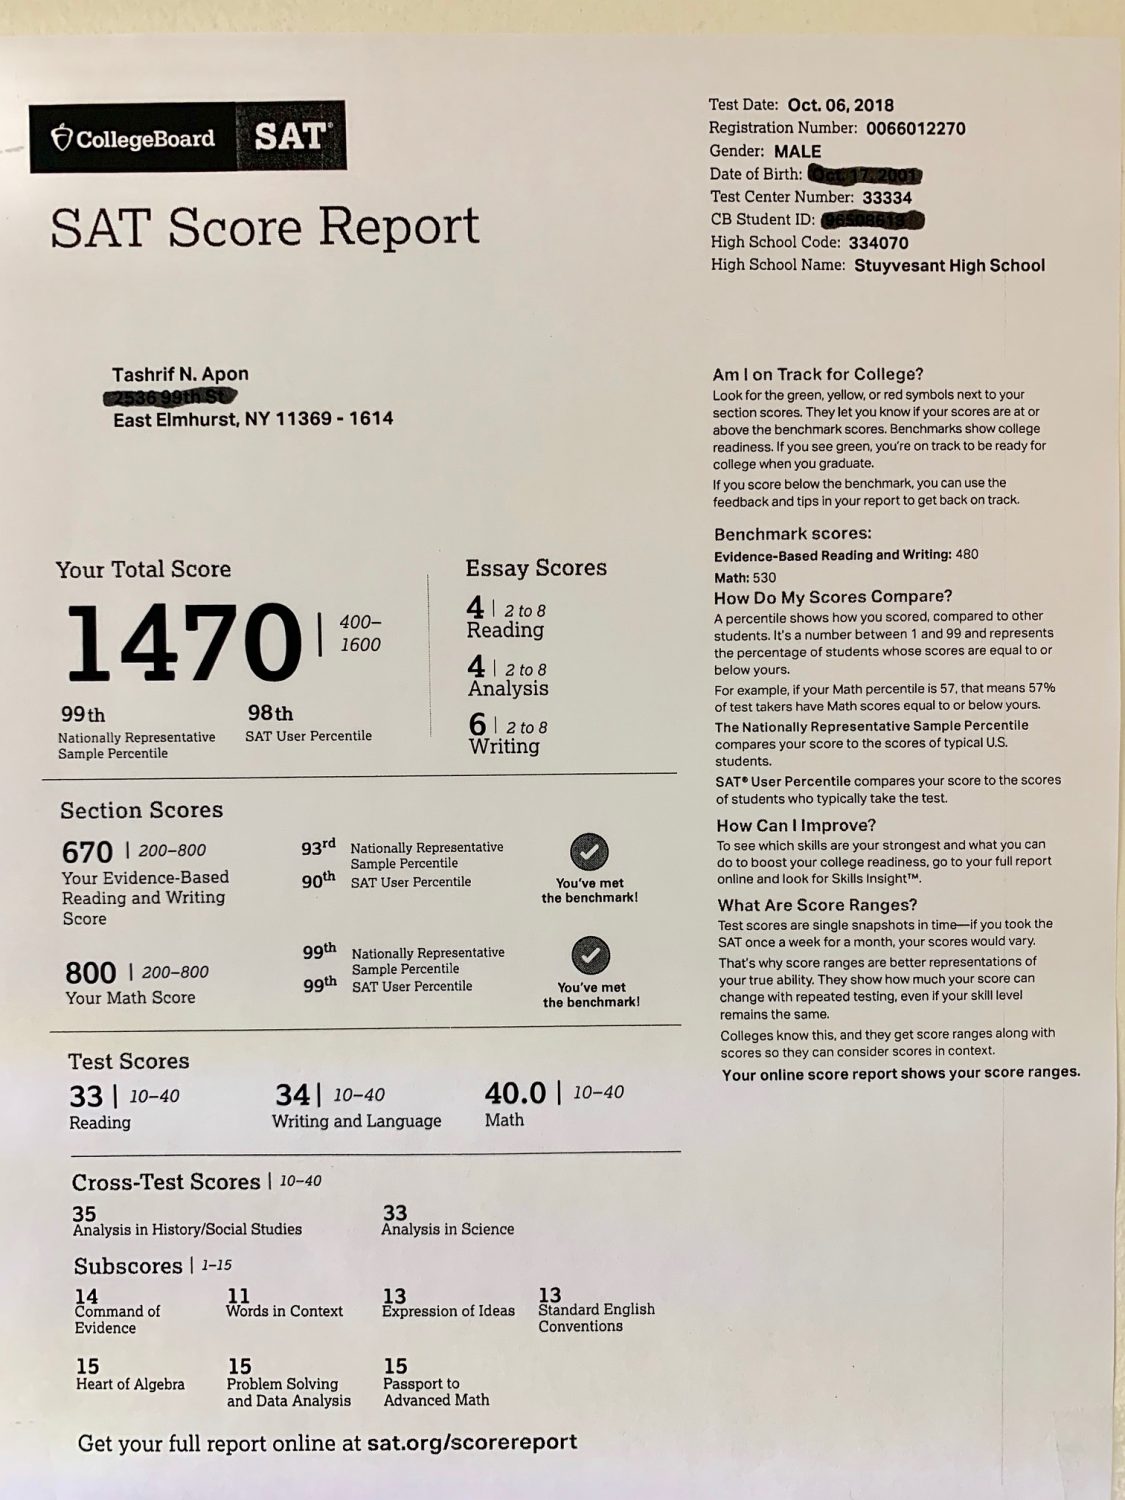 CollegeBoard SAT®
SAT Score Report
Test Date: Oct. 06, 2018
Registration Number: 0066012270
Gender: MALE
Date of Birth:
Test Center Number: 33334
CB Student ID:
High School Code: 334070
High School Name: Stuyvesant High School
Tashrif N. Apon
East Elmhurst, NY 11369 - 1614
Your Total Score
1470 | 400–
1600
99th
Nationally Representative
Sample Percentile
98th
SAT User Percentile
Essay Scores
4 | 2 to 8
Reading
4 | 2 to 8
Analysis
6 | 2 to 8
Writing
Section Scores
670 | 200–800
Your Evidence-Based
Reading and Writing
Score
93rd Nationally Representative
Sample Percentile
90th SAT User Percentile
You've met
the benchmark!
800 | 200–800
Your Math Score
99th Nationally Representative
Sample Percentile
99th SAT User Percentile
You've met
the benchmark!
Test Scores
33 | 10–40
Reading
34 | 10–40
Writing and Language
40.0 | 10–40
Math
Cross-Test Scores | 10–40
35
Analysis in History/Social Studies
33
Analysis in Science
Subscores | 1–15
14
Command of
Evidence
11
Words in Context
13
Expression of Ideas
13
Standard English
Conventions
15
Heart of Algebra
15
Problem Solving
and Data Analysis
15
Passport to
Advanced Math
Get your full report online at sat.org/scorereport
Am I on Track for College?
Look for the green, yellow, or red symbols next to your
section scores. They let you know if your scores are at or
above the benchmark scores. Benchmarks show college
readiness. If you see green, you're on track to be ready for
college when you graduate.
If you score below the benchmark, you can use the
feedback and tips in your report to get back on track.
Benchmark scores:
Evidence-Based Reading and Writing: 480
Math: 530
How Do My Scores Compare?
A percentile shows how you scored, compared to other
students. It's a number between 1 and 99 and represents
the percentage of students whose scores are equal to or
below yours.
For example, if your Math percentile is 57, that means 57%
of test takers have Math scores equal to or below yours.
The Nationally Representative Sample Percentile
compares your score to the scores of typical U.S.
students.
SAT® User Percentile compares your score to the scores
of students who typically take the test.
How Can I Improve?
To see which skills are your strongest and what you can
do to boost your college readiness, go to your full report
online and look for Skills Insight™.
What Are Score Ranges?
Test scores are single snapshots in time—if you took the
SAT once a week for a month, your scores would vary.
That's why score ranges are better representations of
your true ability. They show how much your score can
change with repeated testing, even if your skill level
remains the same.
Colleges know this, and they get score ranges along with
scores so they can consider scores in context.
Your online score report shows your score ranges.